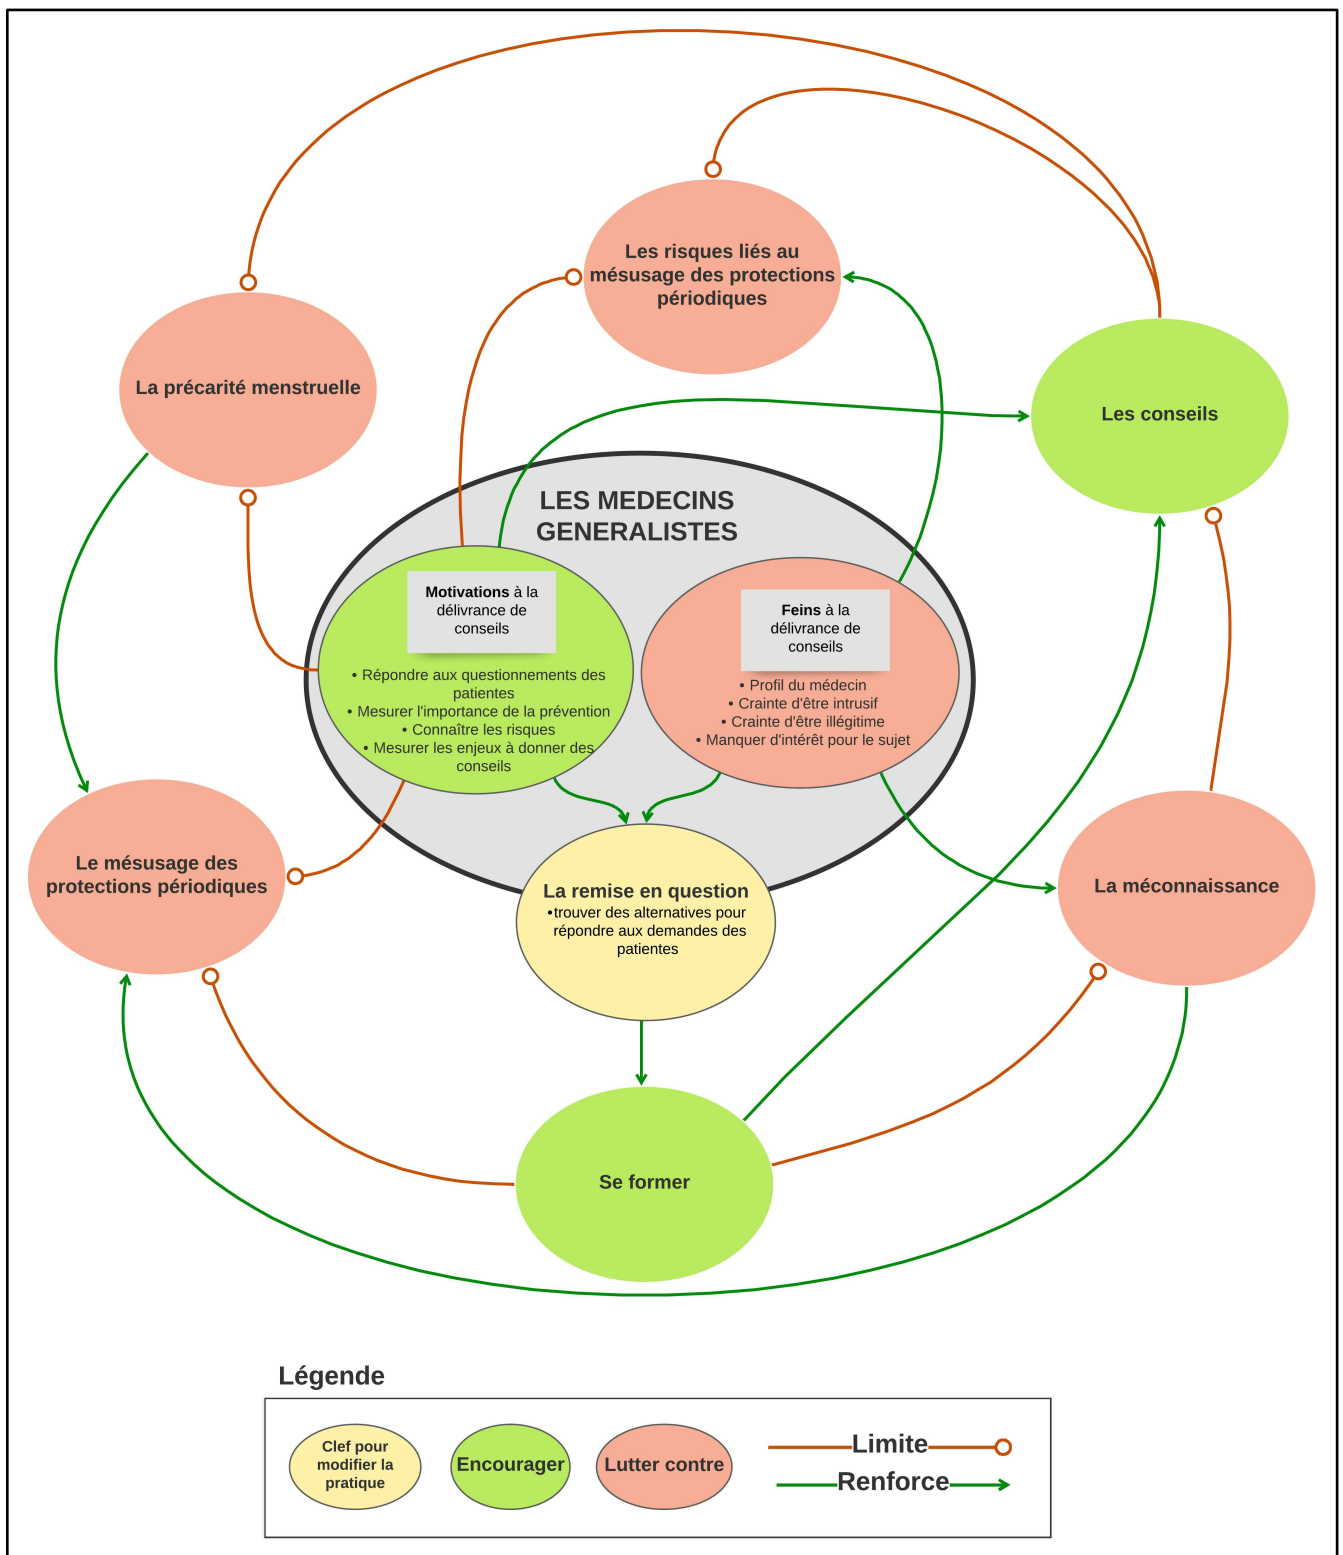 Les risques liés au
mésusage des protections
périodiques
La précarité menstruelle
Les conseils
LES MEDECINS
GENERALISTES
Motivations à la
délivrance de
conseils
• Répondre aux questionnements des
patientes
• Mesurer l'importance de la prévention
• Connaître les risques
• Mesurer les enjeux à donner des
conseils
Feins à la
délivrance de
conseils
• Profil du médecin
• Crainte d'être intrusif
• Crainte d'être illégitime
• Manquer d'intérêt pour le sujet
Le mésusage des
protections périodiques
La remise en question
•trouver des alternatives pour
répondre aux demandes des
patientes
La méconnaissance
Se former
Légende
Clef pour
modifier la
pratique
Encourager
Lutter contre
Limite
Renforce